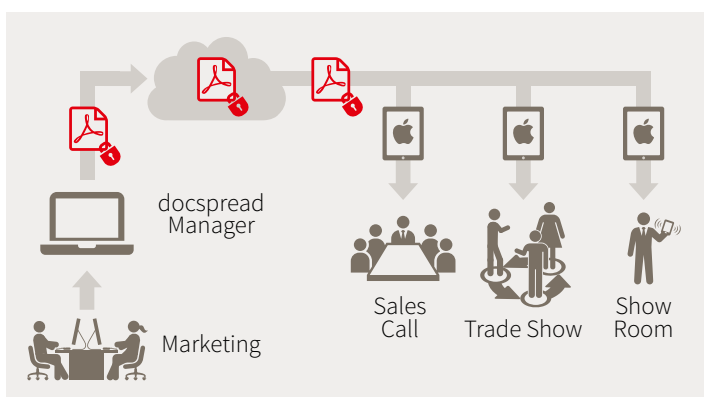 docspread
Manager
Marketing
Sales
Call
Trade Show
Show
Room